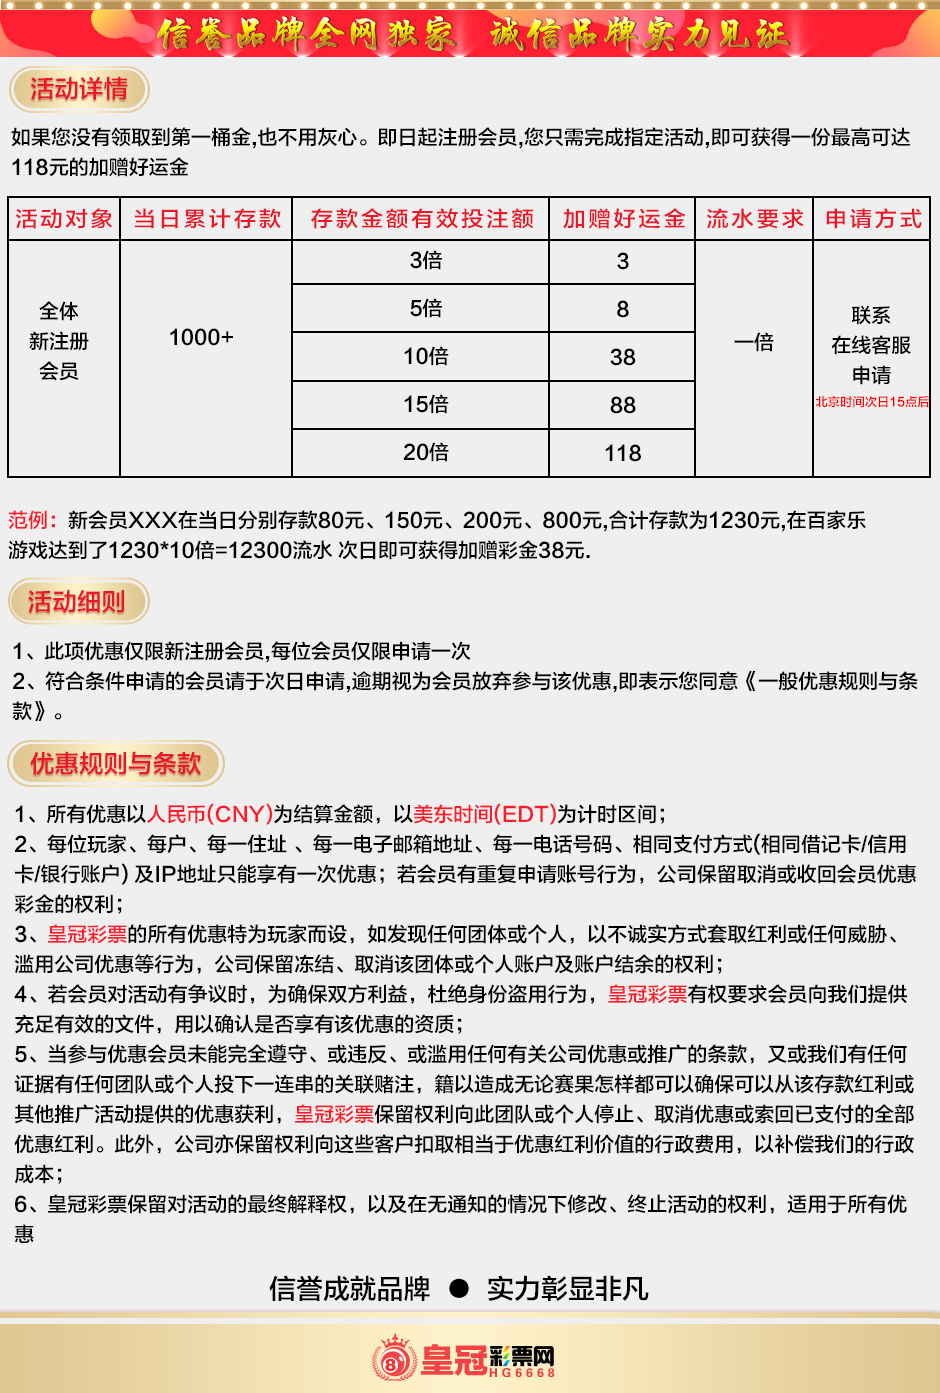 信誉品牌全网独家 诚信品牌实力见证
活动详情
如果您没有领取到第一桶金,也不用灰心。即日起注册会员,您只需完成指定活动,即可获得一份最高可达
118元的加赠好运金
活动对象 当日累计存款 存款金额有效投注额 加赠好运金 流水要求 申请方式
全体
新注册
会员
1000+
3倍 3
5倍 8
10倍 38
15倍 88
20倍 118
一倍
联系
在线客服
申请
北京时间次日15点后
范例：新会员XXX在当日分别存款80元、150元、200元、800元,合计存款为1230元,在百家乐
游戏达到了1230*10倍=12300流水 次日即可获得加赠彩金38元.
活动细则
1、此项优惠仅限新注册会员,每位会员仅限申请一次
2、符合条件申请的会员请于次日申请,逾期视为会员放弃参与该优惠,即表示您同意《一般优惠规则与条
款》。
优惠规则与条款
1、所有优惠以人民币(CNY)为结算金额，以美东时间(EDT)为计时区间；
2、每位玩家、每户、每一住址 、每一电子邮箱地址、每一电话号码、相同支付方式(相同借记卡/信用
卡/银行账户) 及IP地址只能享有一次优惠；若会员有重复申请账号行为，公司保留取消或收回会员优惠
彩金的权利；
3、皇冠彩票的所有优惠特为玩家而设，如发现任何团体或个人，以不诚实方式套取红利或任何威胁、
滥用公司优惠等行为，公司保留冻结、取消该团体或个人账户及账户结余的权利；
4、若会员对活动有争议时，为确保双方利益，杜绝身份盗用行为，皇冠彩票有权要求会员向我们提供
充足有效的文件，用以确认是否享有该优惠的资质；
5、当参与优惠会员未能完全遵守、或违反、或滥用任何有关公司优惠或推广的条款，又或我们有任何
证据有任何团队或个人投下一连串的关联赌注，籍以造成无论赛果怎样都可以确保可以从该存款红利或
其他推广活动提供的优惠获利，皇冠彩票保留权利向此团队或个人停止、取消优惠或索回已支付的全部
优惠红利。此外，公司亦保留权利向这些客户扣取相当于优惠红利价值的行政费用，以补偿我们的行政
成本；
6、皇冠彩票保留对活动的最终解释权，以及在无通知的情况下修改、终止活动的权利，适用于所有优
惠
信誉成就品牌 ● 实力彰显非凡
8 皇冠彩票网
HG6668